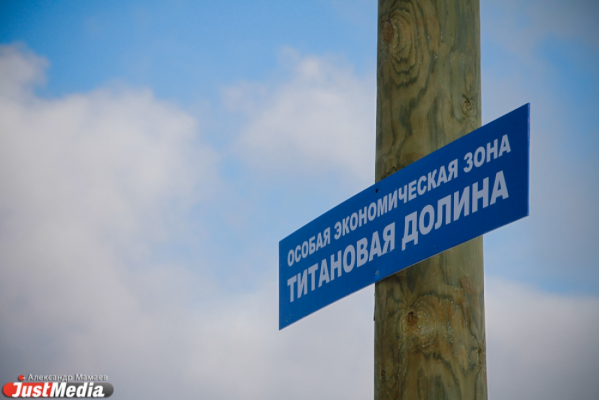 ОСОБАЯ ЭКОНОМИЧЕСКАЯ ЗОНА
ТИТАНОВАЯ ДОЛИНА
Александр Мамаев
JustMedia